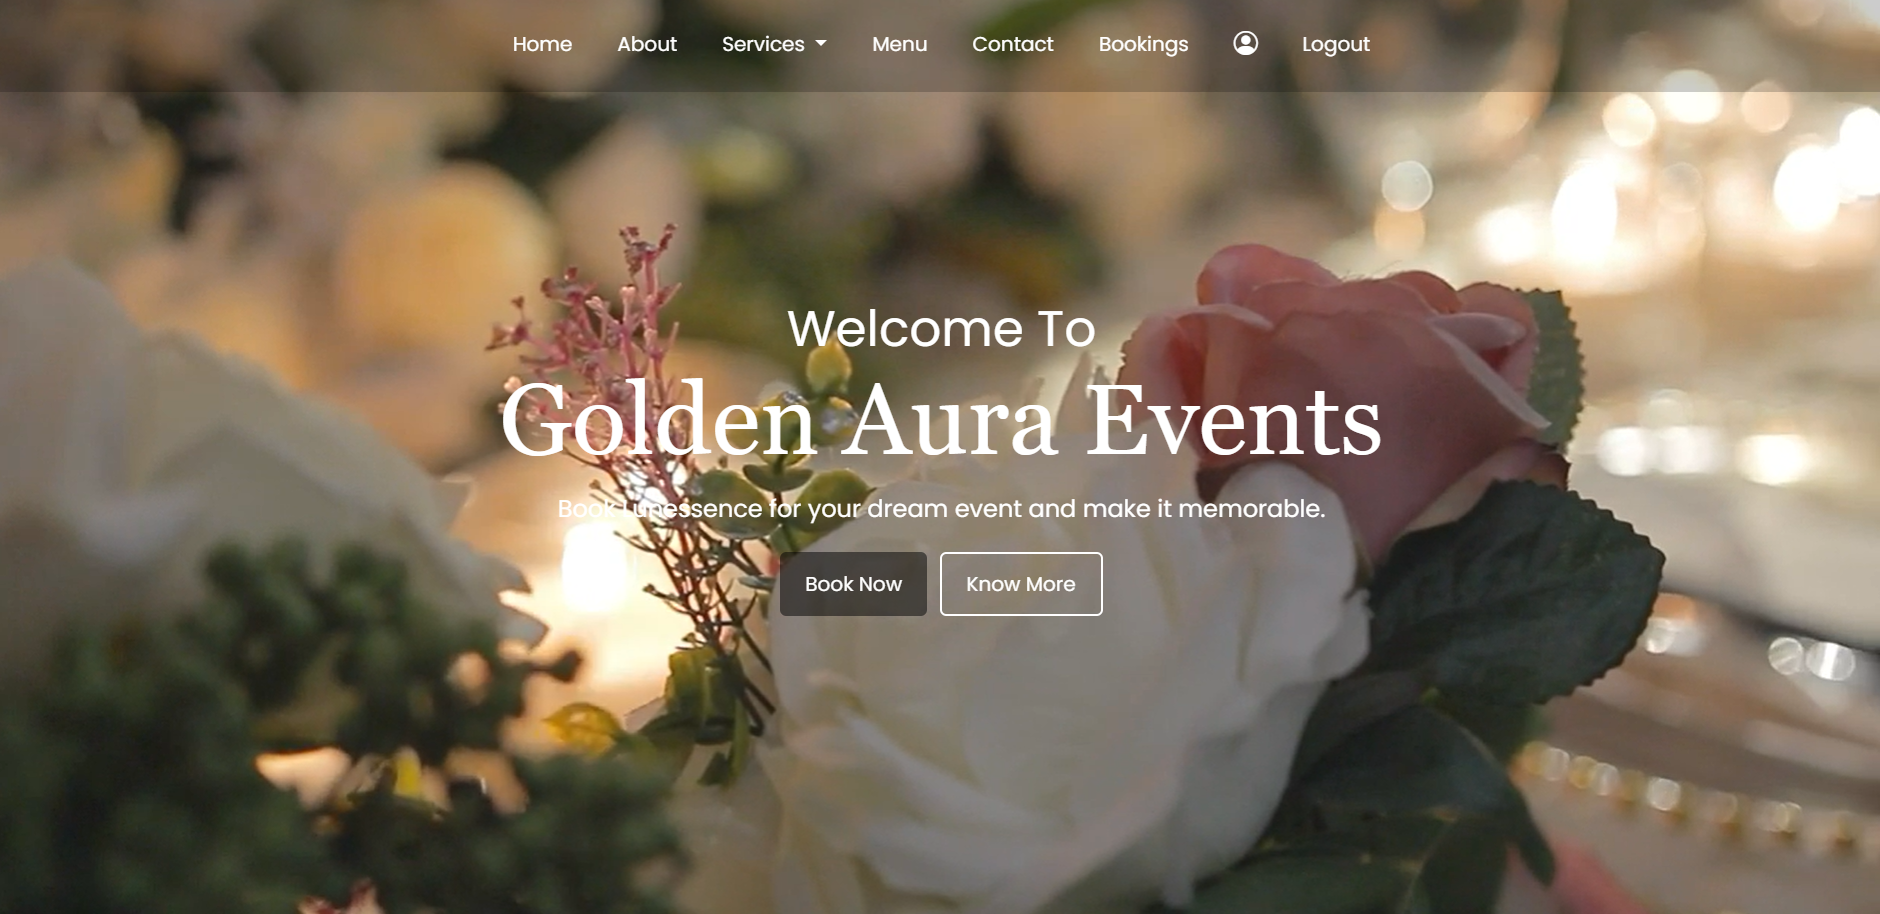 Home About Services Menu Contact Bookings Logout
Welcome To
Golden Aura Events
Book Lunessence for your dream event and make it memorable.
Book Now Know More